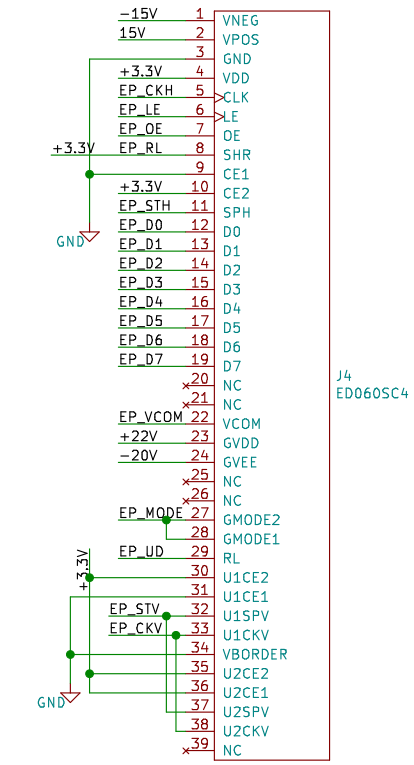 -15V 1 VNEG
15V 2 VPOS
3 GND
+3.3V 4 VDD
EP_CKH 5 CLK
EP_LE 6 LE
EP_OE 7 OE
+3.3V EP_RL 8 SHR
9 CE1
+3.3V 10 CE2
EP_STH 11 SPH
EP_D0 12 D0
GND
EP_D1 13 D1
EP_D2 14 D2
EP_D3 15 D3
EP_D4 16 D4
EP_D5 17 D5
EP_D6 18 D6
EP_D7 19 D7
J4
20 NC
ED060SC4
21 NC
EP_VCOM 22 VCOM
+22V 23 GVDD
-20V 24 GVEE
25 NC
26 NC
EP_MODE 27 GMODE2
28 GMODE1
EP_UD 29 RL
+3.3V
30 U1CE2
31 U1CE1
EP_STV 32 U1SPV
EP_CKV 33 U1CKV
34 VBORDER
35 U2CE2
36 U2CE1
GND
37 U2SPV
38 U2CKV
39 NC